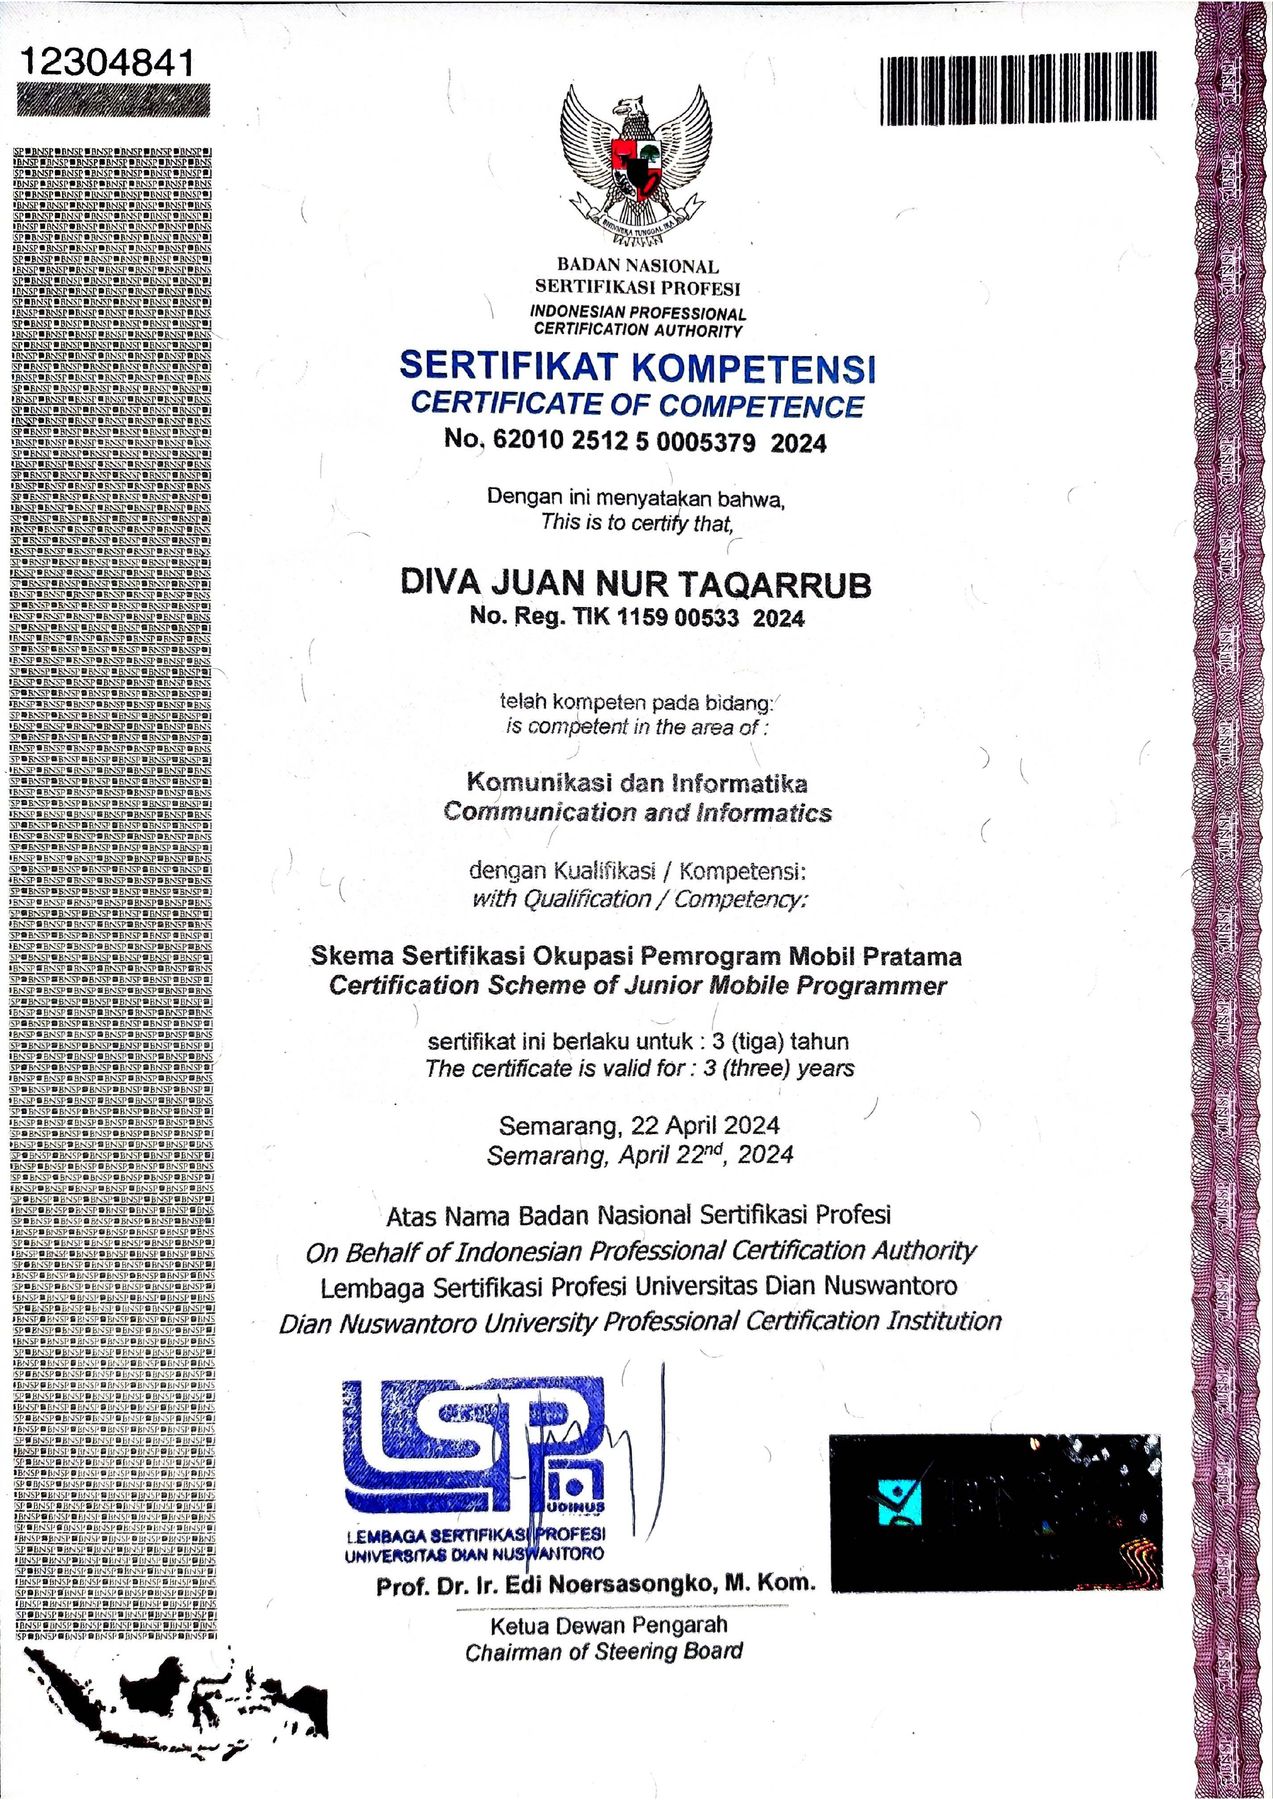 12304841
BHINNEKA TUNGGAL IKA
BADAN NASIONAL
SERTIFIKASI PROFESI
INDONESIAN PROFESSIONAL
CERTIFICATION AUTHORITY
SERTIFIKAT KOMPETENSI
CERTIFICATE OF COMPETENCE
No. 62010 2512 5 0005379 2024
Dengan ini menyatakan bahwa,
This is to certify that,
DIVA JUAN NUR TAQARRUB
No. Reg. TIK 1159 00533 2024
telah kompeten pada bidang:
is competent in the area of :
Komunikasi dan Informatika
Communication and Informatics
dengan Kualifikasi / Kompetensi:
with Qualification / Competency:
Skema Sertifikasi Okupasi Pemrogram Mobil Pratama
Certification Scheme of Junior Mobile Programmer
sertifikat ini berlaku untuk : 3 (tiga) tahun
The certificate is valid for : 3 (three) years
Semarang, 22 April 2024
Semarang, April 22nd, 2024
Atas Nama Badan Nasional Sertifikasi Profesi
On Behalf of Indonesian Professional Certification Authority
Lembaga Sertifikasi Profesi Universitas Dian Nuswantoro
Dian Nuswantoro University Professional Certification Institution
LSP
UDINUS
LEMBAGA SERTIFIKASI PROFESI
UNIVERSITAS DIAN NUSWANTORO
Prof. Dr. Ir. Edi Noersasongko, M. Kom.
Ketua Dewan Pengarah
Chairman of Steering Board